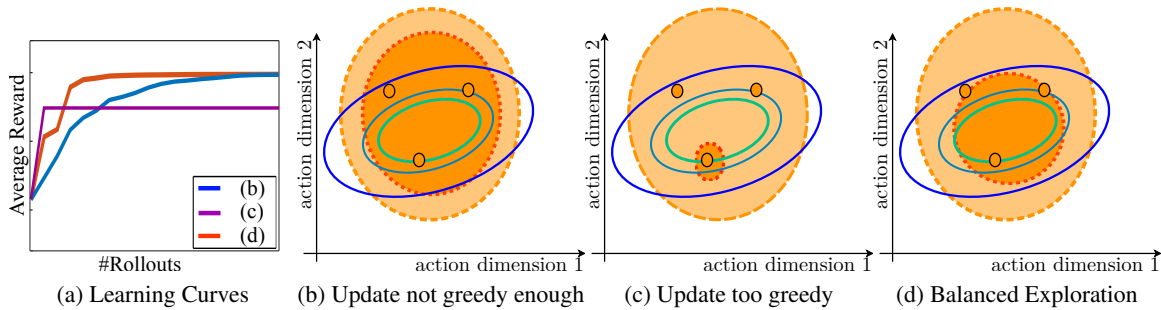 Average Reward
#Rollouts
(b)
(c)
(d)
(a) Learning Curves
action dimension 2
action dimension 1
(b) Update not greedy enough
action dimension 2
action dimension 1
(c) Update too greedy
action dimension 2
action dimension 1
(d) Balanced Exploration